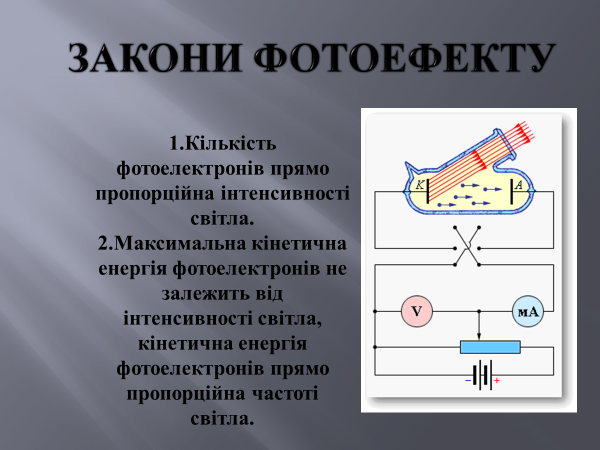 ЗАКОНИ ФОТОЕФЕКТУ
1.Кількість
фотоелектронів прямо
пропорційна інтенсивності
світла.
2.Максимальна кінетична
енергія фотоелектронів не
залежить від
інтенсивності світла,
кінетична енергія
фотоелектронів прямо
пропорційна частоті
світла.
K A
V мА
− +